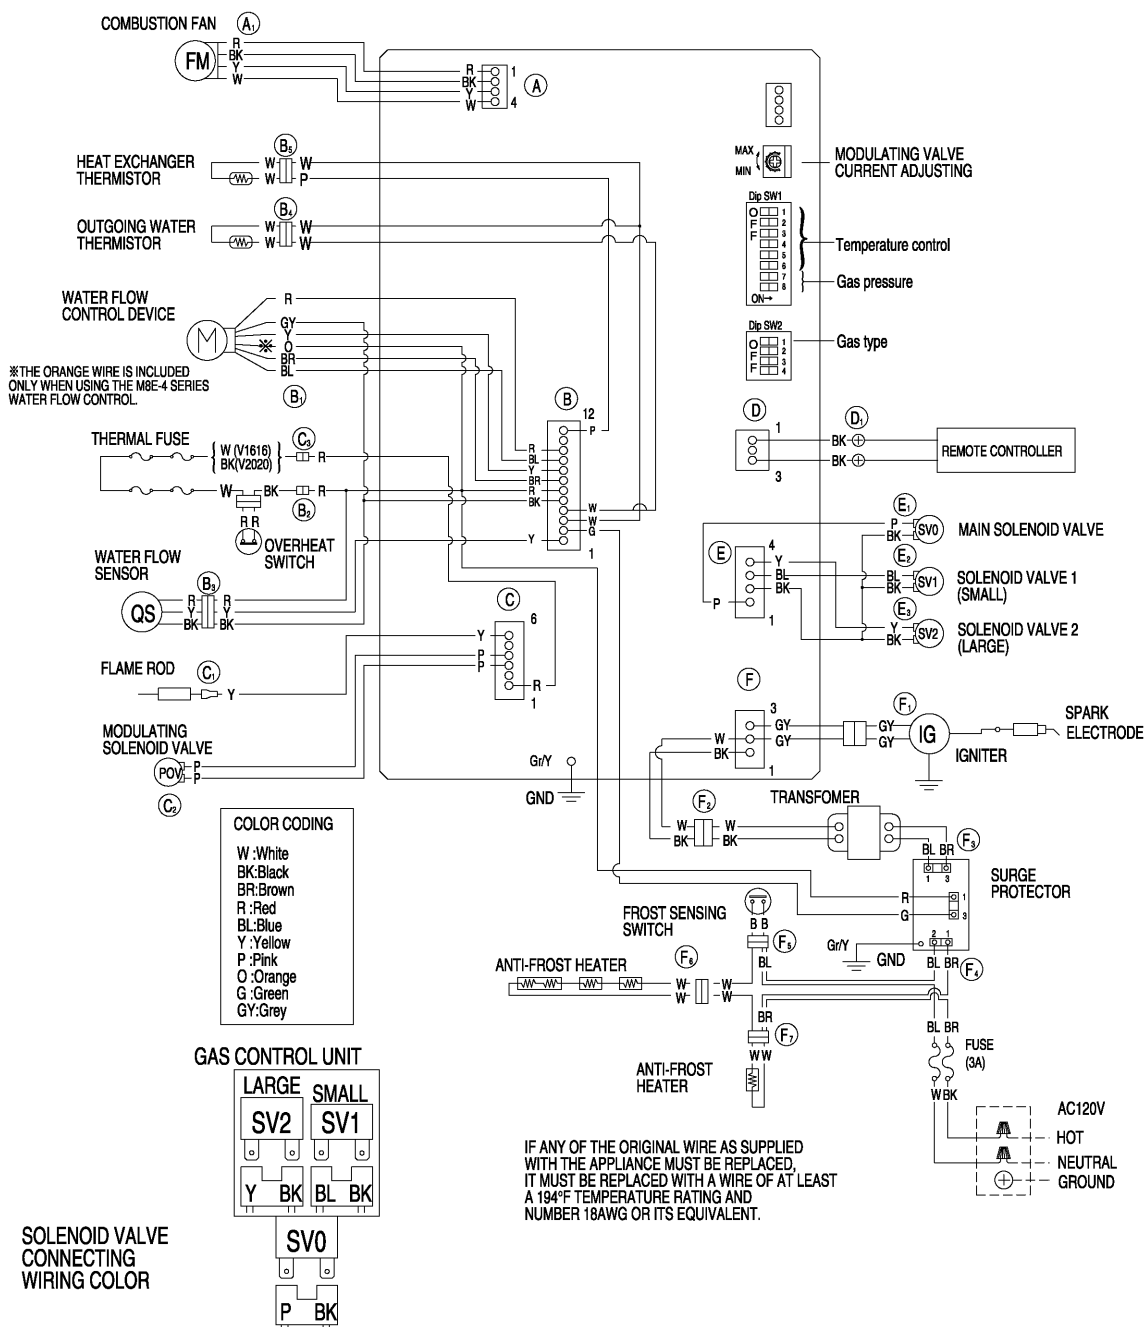 COMBUSTION FAN
A1
FM
R
BK
Y
W
R
BK
Y
W
1
4
A
HEAT EXCHANGER
THERMISTOR
B5
W W
W P
OUTGOING WATER
THERMISTOR
B4
W W
W W
MAX
MIN
MODULATING VALVE
CURRENT ADJUSTING
Dip SW1
O
F
F
1
2
3
4
5
6
7
8
ON→
Temperature control
Gas pressure
Dip SW2
O
F
F
1
2
3
4
Gas type
WATER FLOW
CONTROL DEVICE
M
R
GY
Y
※ O
BR
BL
B1
※THE ORANGE WIRE IS INCLUDED
ONLY WHEN USING THE M8E-4 SERIES
WATER FLOW CONTROL.
B
12
P
R
BL
Y
BR
R
BK
W
W
G
Y
1
D
1
3
D1
BK
BK
REMOTE CONTROLLER
THERMAL FUSE
W (V1616)
BK(V2020)
C3
R
W
BK
R
B2
R R
OVERHEAT
SWITCH
WATER FLOW
SENSOR
QS
B3
R R
Y Y
BK BK
E
4
Y
BL
BK
P
1
E1
P
BK
SV0
MAIN SOLENOID VALVE
E2
BL
BK
SV1
SOLENOID VALVE 1
(SMALL)
E3
Y
BK
SV2
SOLENOID VALVE 2
(LARGE)
C
6
Y
P
P
R
1
FLAME ROD
C1
Y
MODULATING
SOLENOID VALVE
POV
P
P
C2
F
3
GY
GY
W
BK
1
F1
GY
GY
IG
IGNITER
SPARK
ELECTRODE
Gr/Y
GND
F2
W W
BK BK
TRANSFOMER
BL BR
F3
1 3
SURGE
PROTECTOR
R 1
G 3
Gr/Y
GND
2 1
BL BR
F4
COLOR CODING
W :White
BK:Black
BR:Brown
R :Red
BL:Blue
Y :Yellow
P :Pink
O :Orange
G :Green
GY:Grey
FROST SENSING
SWITCH
B B
F5
BL
ANTI-FROST HEATER
F6
W W
W W
BR
F7
W W
ANTI-FROST
HEATER
BL BR
FUSE
(3A)
W BK
AC120V
HOT
NEUTRAL
GROUND
GAS CONTROL UNIT
LARGE
SMALL
SV2
SV1
Y BK
BL BK
SV0
P BK
SOLENOID VALVE
CONNECTING
WIRING COLOR
IF ANY OF THE ORIGINAL WIRE AS SUPPLIED
WITH THE APPLIANCE MUST BE REPLACED,
IT MUST BE REPLACED WITH A WIRE OF AT LEAST
A 194°F TEMPERATURE RATING AND
NUMBER 18AWG OR ITS EQUIVALENT.